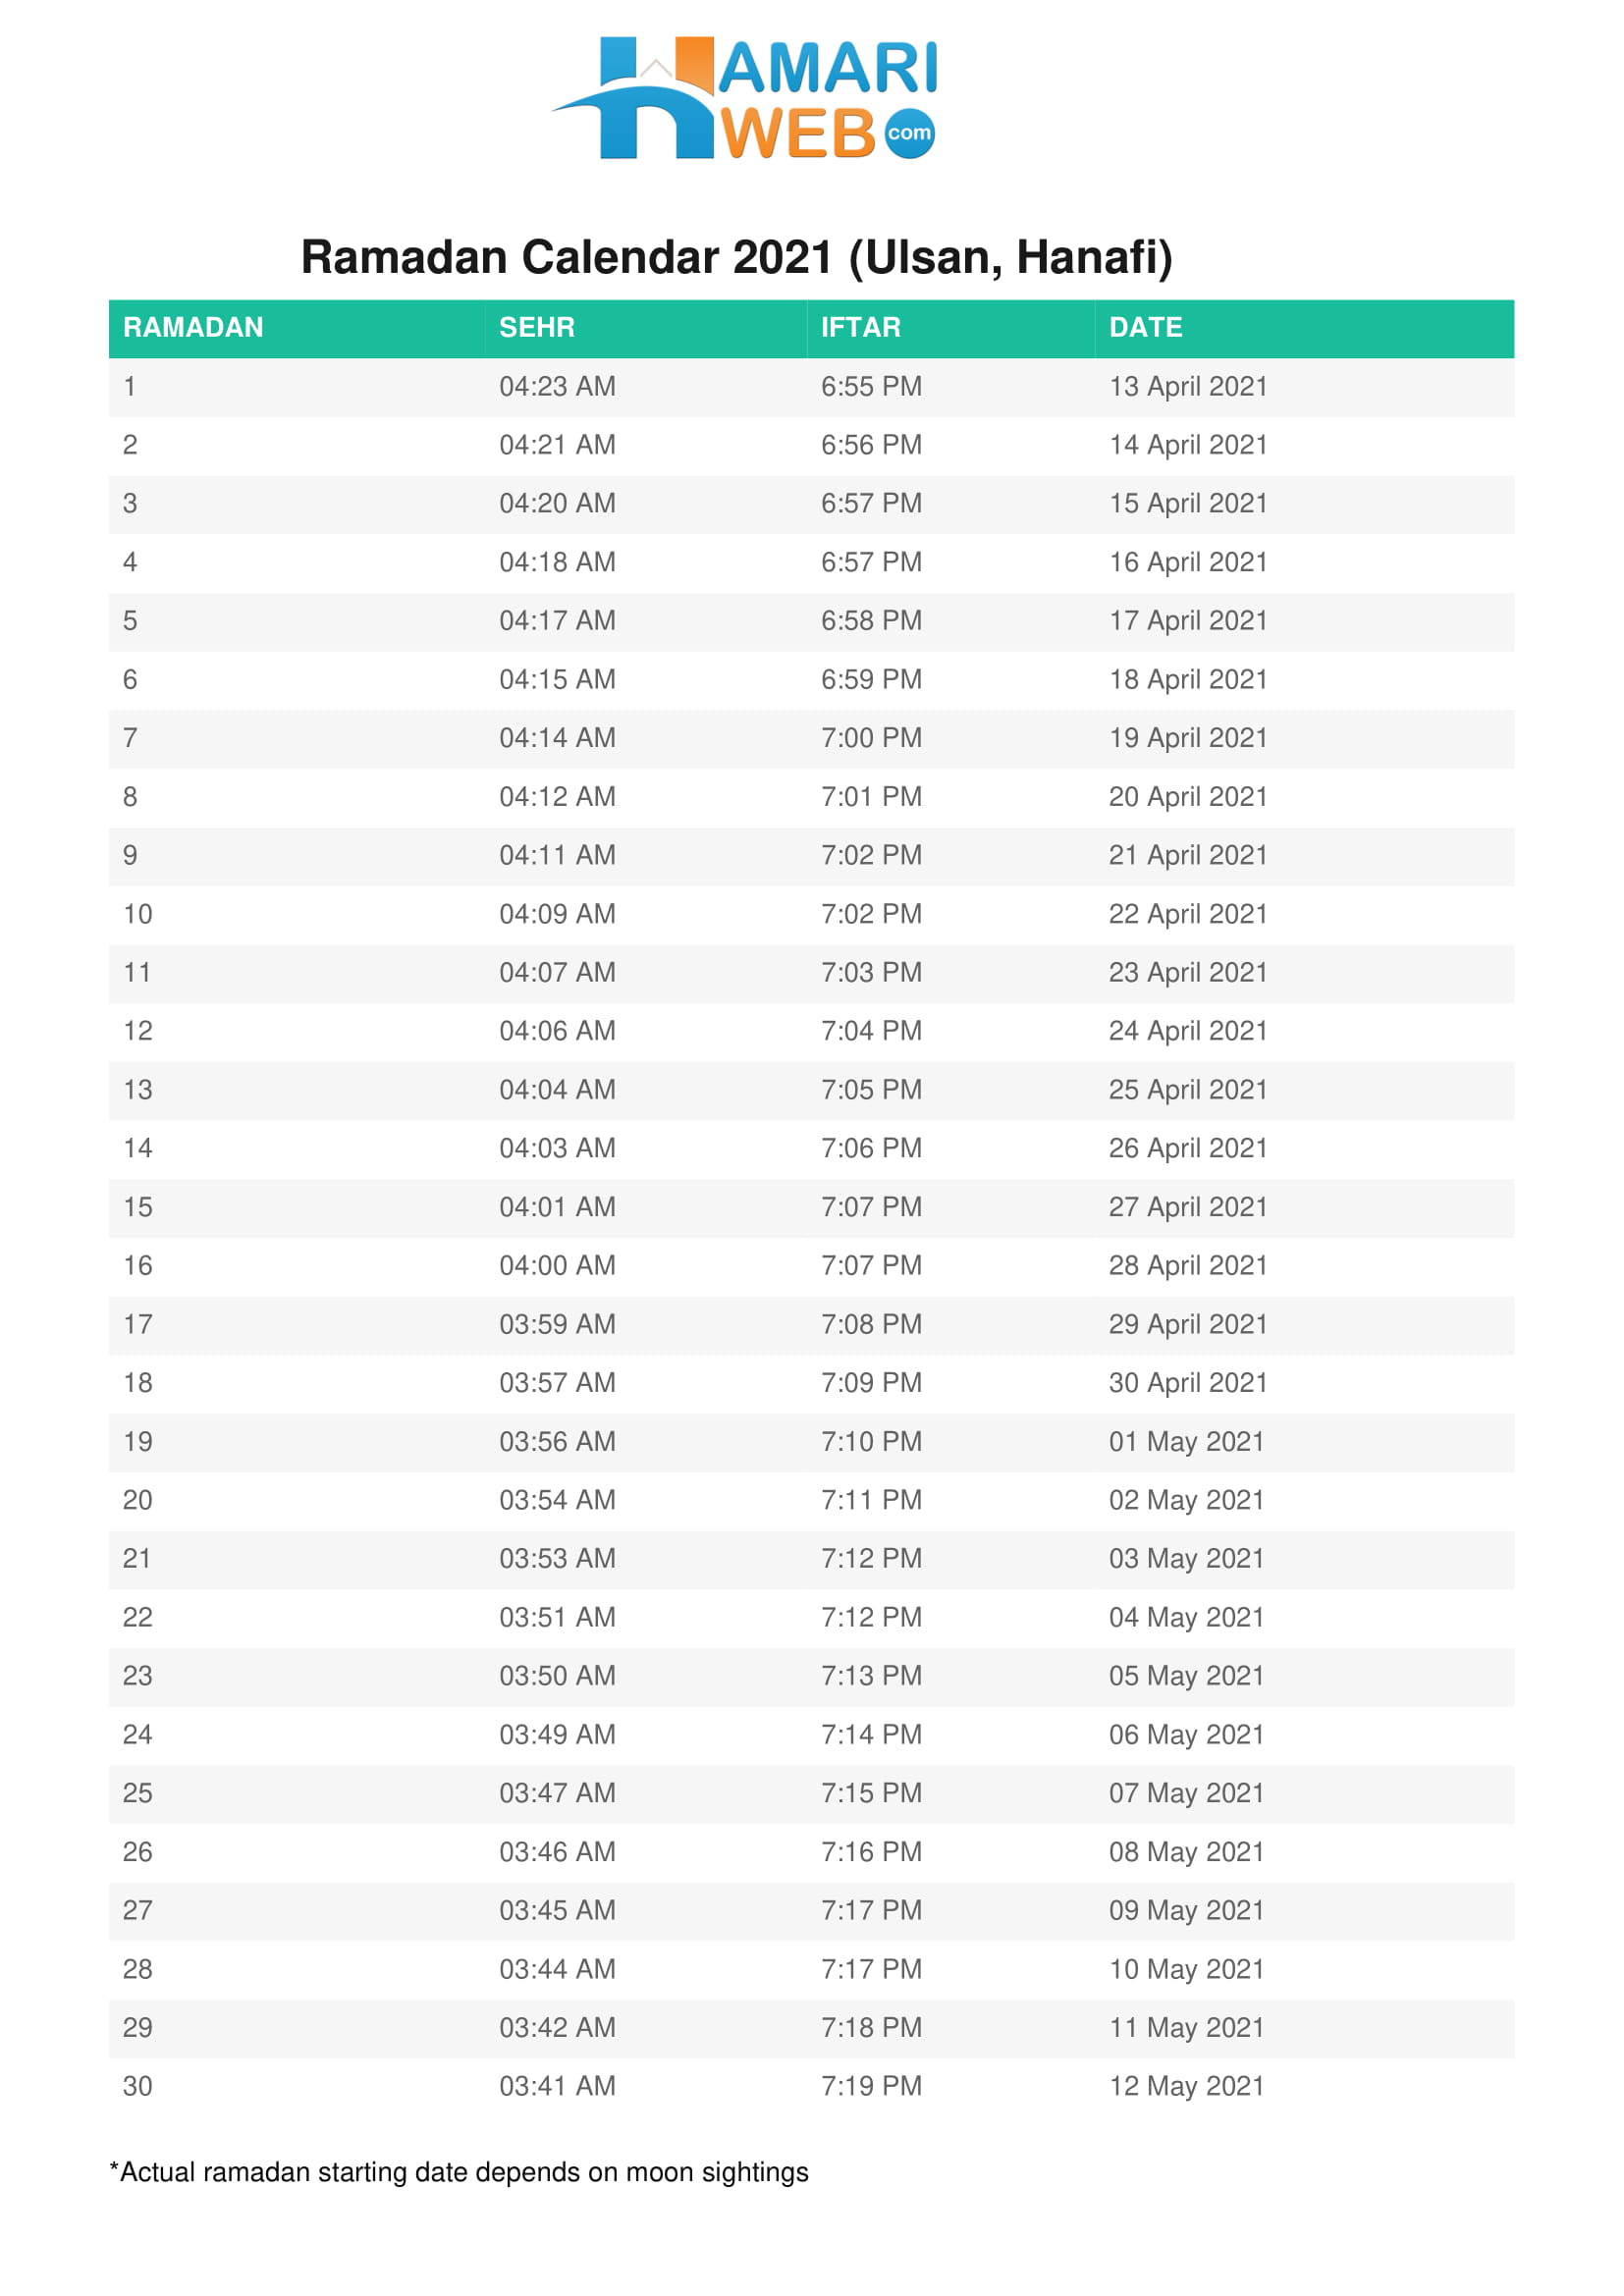 HAMARI
WEB com
Ramadan Calendar 2021 (Ulsan, Hanafi)
RAMADAN SEHR IFTAR DATE
1 04:23 AM 6:55 PM 13 April 2021
2 04:21 AM 6:56 PM 14 April 2021
3 04:20 AM 6:57 PM 15 April 2021
4 04:18 AM 6:57 PM 16 April 2021
5 04:17 AM 6:58 PM 17 April 2021
6 04:15 AM 6:59 PM 18 April 2021
7 04:14 AM 7:00 PM 19 April 2021
8 04:12 AM 7:01 PM 20 April 2021
9 04:11 AM 7:02 PM 21 April 2021
10 04:09 AM 7:02 PM 22 April 2021
11 04:07 AM 7:03 PM 23 April 2021
12 04:06 AM 7:04 PM 24 April 2021
13 04:04 AM 7:05 PM 25 April 2021
14 04:03 AM 7:06 PM 26 April 2021
15 04:01 AM 7:07 PM 27 April 2021
16 04:00 AM 7:07 PM 28 April 2021
17 03:59 AM 7:08 PM 29 April 2021
18 03:57 AM 7:09 PM 30 April 2021
19 03:56 AM 7:10 PM 01 May 2021
20 03:54 AM 7:11 PM 02 May 2021
21 03:53 AM 7:12 PM 03 May 2021
22 03:51 AM 7:12 PM 04 May 2021
23 03:50 AM 7:13 PM 05 May 2021
24 03:49 AM 7:14 PM 06 May 2021
25 03:47 AM 7:15 PM 07 May 2021
26 03:46 AM 7:16 PM 08 May 2021
27 03:45 AM 7:17 PM 09 May 2021
28 03:44 AM 7:17 PM 10 May 2021
29 03:42 AM 7:18 PM 11 May 2021
30 03:41 AM 7:19 PM 12 May 2021
*Actual ramadan starting date depends on moon sightings